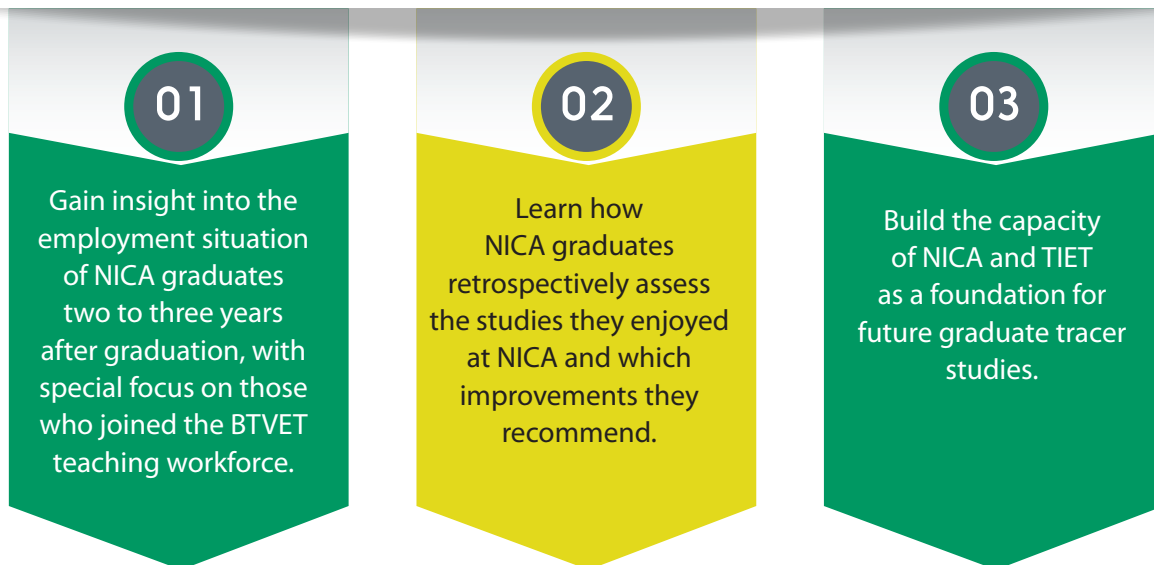 01
Gain insight into the
employment situation
of NICA graduates
two to three years
after graduation, with
special focus on those
who joined the BTVET
teaching workforce.
02
Learn how
NICA graduates
retrospectively assess
the studies they enjoyed
at NICA and which
improvements they
recommend.
03
Build the capacity
of NICA and TIET
as a foundation for
future graduate tracer
studies.